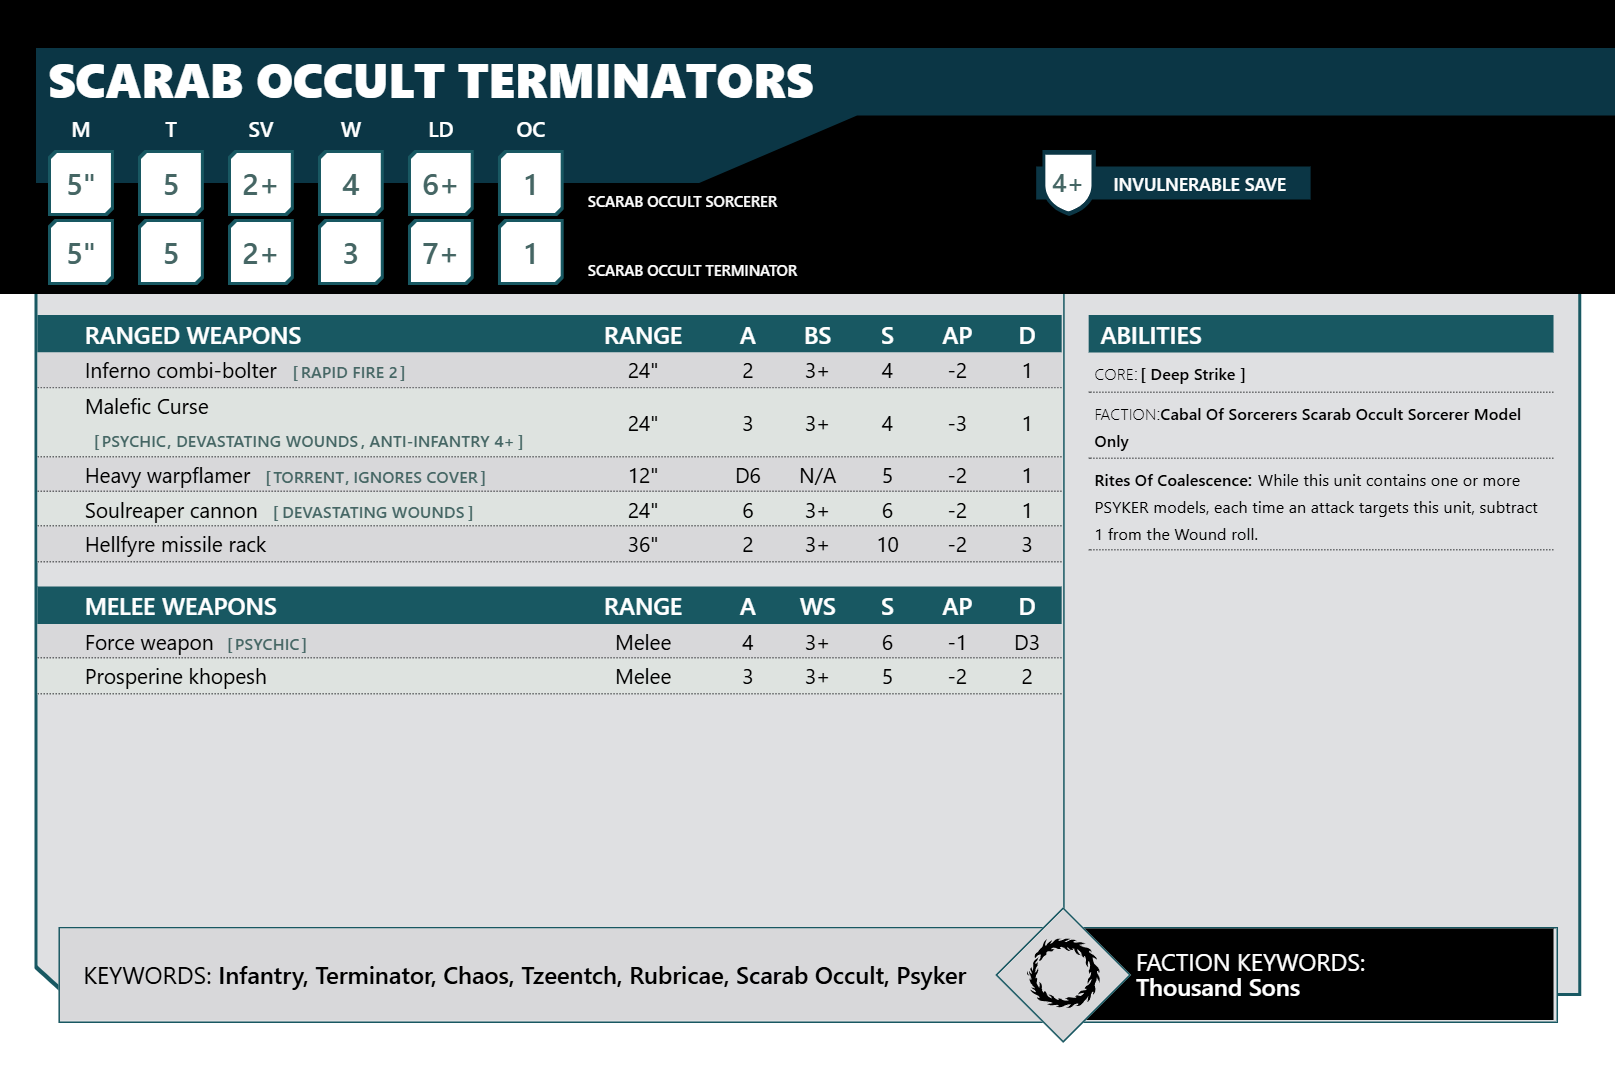 SCARAB OCCULT TERMINATORS
M T SV W LD OC
5" 5 2+ 4 6+ 1 SCARAB OCCULT SORCERER
4+ INVULNERABLE SAVE
5" 5 2+ 3 7+ 1 SCARAB OCCULT TERMINATOR
RANGED WEAPONS RANGE A BS S AP D
Inferno combi-bolter [RAPID FIRE 2] 24" 2 3+ 4 -2 1
Malefic Curse 24" 3 3+ 4 -3 1
[PSYCHIC, DEVASTATING WOUNDS, ANTI-INFANTRY 4+]
Heavy warpflamer [TORRENT, IGNORES COVER] 12" D6 N/A 5 -2 1
Soulreaper cannon [DEVASTATING WOUNDS] 24" 6 3+ 6 -2 1
Hellfyre missile rack 36" 2 3+ 10 -2 3
MELEE WEAPONS RANGE A WS S AP D
Force weapon [PSYCHIC] Melee 4 3+ 6 -1 D3
Prosperine khopesh Melee 3 3+ 5 -2 2
ABILITIES
CORE: [ Deep Strike ]
FACTION:Cabal Of Sorcerers Scarab Occult Sorcerer Model
Only
Rites Of Coalescence: While this unit contains one or more
PSYKER models, each time an attack targets this unit, subtract
1 from the Wound roll.
KEYWORDS: Infantry, Terminator, Chaos, Tzeentch, Rubricae, Scarab Occult, Psyker
FACTION KEYWORDS:
Thousand Sons